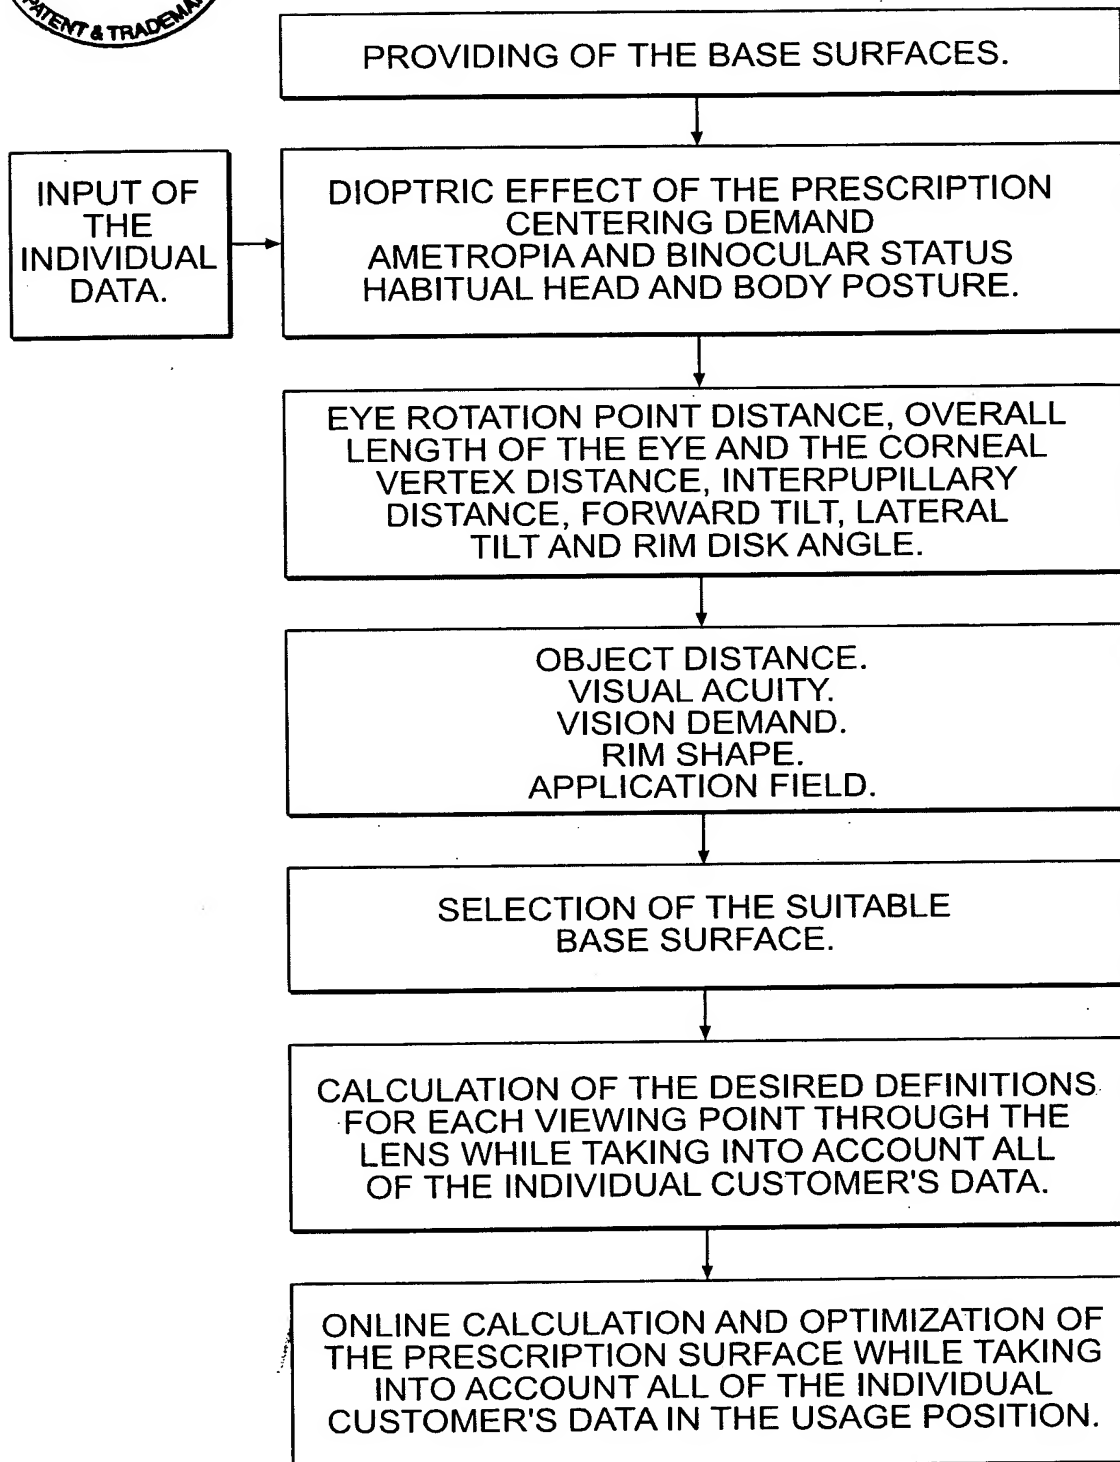 PATENT & TRADEMA
PROVIDING OF THE BASE SURFACES.
INPUT OF
THE
INDIVIDUAL
DATA.
DIOPTRIC EFFECT OF THE PRESCRIPTION
CENTERING DEMAND
AMETROPIA AND BINOCULAR STATUS
HABITUAL HEAD AND BODY POSTURE.
EYE ROTATION POINT DISTANCE, OVERALL
LENGTH OF THE EYE AND THE CORNEAL
VERTEX DISTANCE, INTERPUPILLARY
DISTANCE, FORWARD TILT, LATERAL
TILT AND RIM DISK ANGLE.
OBJECT DISTANCE.
VISUAL ACUITY.
VISION DEMAND.
RIM SHAPE.
APPLICATION FIELD.
SELECTION OF THE SUITABLE
BASE SURFACE.
CALCULATION OF THE DESIRED DEFINITIONS
FOR EACH VIEWING POINT THROUGH THE
LENS WHILE TAKING INTO ACCOUNT ALL
OF THE INDIVIDUAL CUSTOMER'S DATA.
ONLINE CALCULATION AND OPTIMIZATION OF
THE PRESCRIPTION SURFACE WHILE TAKING
INTO ACCOUNT ALL OF THE INDIVIDUAL
CUSTOMER'S DATA IN THE USAGE POSITION.